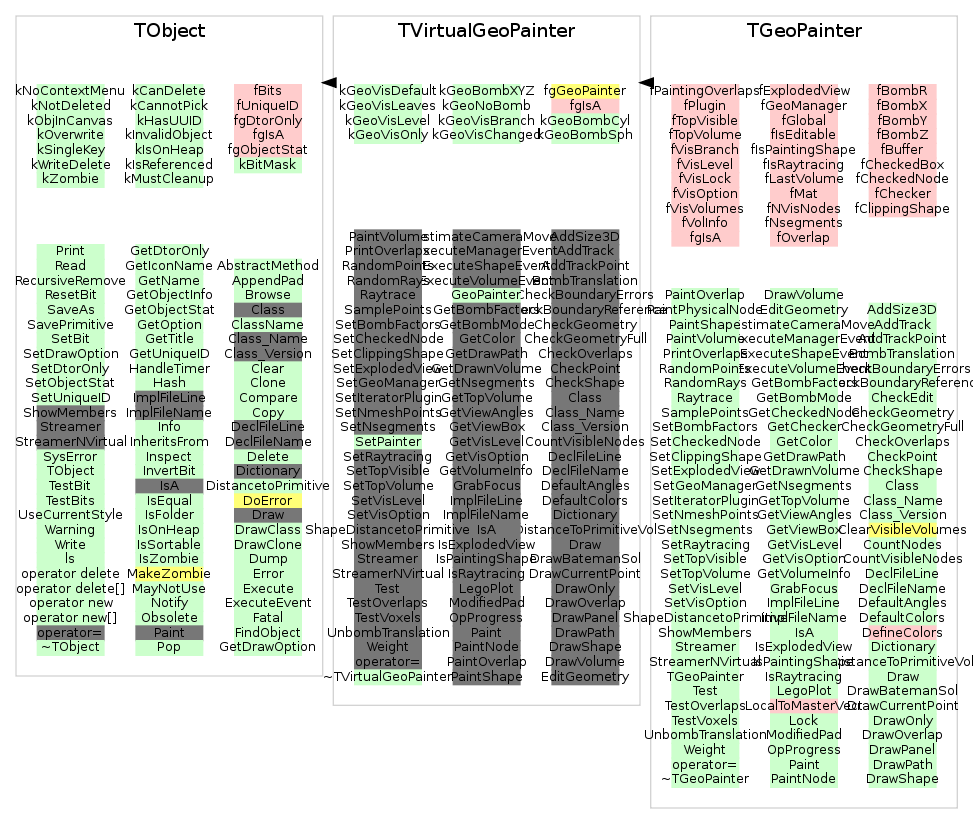 TObject
kNoContextMenu
kNotDeleted
kObjInCanvas
kOverwrite
kSingleKey
kWriteDelete
kZombie
kCanDelete
kCannotPick
kHasUUID
kInvalidObject
kIsOnHeap
kIsReferenced
kMustCleanup
fBits
fUniqueID
fgDtorOnly
fgIsA
fgObjectStat
kBitMask
Print
Read
RecursiveRemove
ResetBit
SaveAs
SavePrimitive
SetBit
SetDrawOption
SetDtorOnly
SetObjectStat
SetUniqueID
ShowMembers
Streamer
StreamerNVirtual
SysError
TObject
TestBit
TestBits
UseCurrentStyle
Warning
Write
ls
operator delete
operator delete[]
operator new
operator new[]
operator=
~TObject
GetDtorOnly
GetIconName
GetName
GetObjectInfo
GetObjectStat
GetOption
GetTitle
GetUniqueID
HandleTimer
Hash
ImplFileLine
ImplFileName
Info
InheritsFrom
Inspect
InvertBit
IsA
IsEqual
IsFolder
IsOnHeap
IsSortable
IsZombie
MakeZombie
MayNotUse
Notify
Obsolete
Paint
Pop
AbstractMethod
AppendPad
Browse
Class
ClassName
Class_Name
Class_Version
Clear
Clone
Compare
Copy
DeclFileLine
DeclFileName
Delete
Dictionary
DistancetoPrimitive
DoError
Draw
DrawClass
DrawClone
Dump
Error
Execute
ExecuteEvent
Fatal
FindObject
GetDrawOption
TVirtualGeoPainter
kGeoVisDefault
kGeoVisLeaves
kGeoVisLevel
kGeoVisOnly
kGeoBombXYZ
kGeoNoBomb
kGeoVisBranch
kGeoVisChanged
fgGeoPainter
fgIsA
kGeoBombCyl
kGeoBombSph
PaintVolume
PrintOverlaps
RandomPoints
RandomRays
Raytrace
SamplePoints
SetBombFactors
SetCheckedNode
SetClippingShape
SetExplodedView
SetGeoManager
SetIteratorPlugin
SetNmeshPoints
SetNsegments
SetPainter
SetRaytracing
SetTopVisible
SetTopVolume
SetVisLevel
SetVisOption
ShapeDistancetoPrimitive
ShowMembers
Streamer
StreamerNVirtual
Test
TestOverlaps
TestVoxels
UnbombTranslation
Weight
operator=
~TVirtualGeoPainter
stimateCameraMove
xecuteManagerEvent
ExecuteShapeEvent
ExecuteVolumeEvent
GeoPainter
GetBombFactors
GetBombMode
GetColor
GetDrawPath
GetDrawnVolume
GetNsegments
GetTopVolume
GetViewAngles
GetViewBox
GetVisLevel
GetVisOption
GetVolumeInfo
GrabFocus
ImplFileLine
ImplFileName
IsA
IsExplodedView
IsPaintingShape
IsRaytracing
LegoPlot
ModifiedPad
OpProgress
Paint
PaintNode
PaintOverlap
PaintShape
AddSize3D
AddTrack
AddTrackPoint
BombTranslation
CheckBoundaryErrors
ckBoundaryReference
CheckGeometry
CheckGeometryFull
CheckOverlaps
CheckPoint
CheckShape
Class
Class_Name
Class_Version
CountVisibleNodes
DeclFileLine
DeclFileName
DefaultAngles
DefaultColors
Dictionary
DistanceToPrimitiveVol
Draw
DrawBatemanSol
DrawCurrentPoint
DrawOnly
DrawOverlap
DrawPanel
DrawPath
DrawShape
DrawVolume
EditGeometry
TGeoPainter
fPaintingOverlaps
fPlugin
fTopVisible
fTopVolume
fVisBranch
fVisLevel
fVisLock
fVisOption
fVisVolumes
fVolInfo
fgIsA
fExplodedView
fGeoManager
fGlobal
fIsEditable
fIsPaintingShape
fIsRaytracing
fLastVolume
fMat
fNVisNodes
fNsegments
fOverlap
fBombR
fBombX
fBombY
fBombZ
fBuffer
fCheckedBox
fCheckedNode
fChecker
fClippingShape
PaintOverlap
PaintPhysicalNode
PaintShape
PaintVolume
PrintOverlaps
RandomPoints
RandomRays
Raytrace
SamplePoints
SetBombFactors
SetCheckedNode
SetClippingShape
SetExplodedView
SetGeoManager
SetIteratorPlugin
SetNmeshPoints
SetNsegments
SetRaytracing
SetTopVisible
SetTopVolume
SetVisLevel
SetVisOption
ShapeDistancetoPrimitive
ShowMembers
Streamer
StreamerNVirtual
TGeoPainter
Test
TestOverlaps
TestVoxels
UnbombTranslation
Weight
operator=
~TGeoPainter
DrawVolume
EditGeometry
stimateCameraMove
xecuteManagerEvent
ExecuteShapeEvent
ExecuteVolumeEvent
GetBombFactors
GetBombMode
GetCheckedNode
GetChecker
GetColor
GetDrawPath
GetDrawnVolume
GetNsegments
GetTopVolume
GetViewAngles
GetViewBox
GetVisLevel
GetVisOption
GetVolumeInfo
GrabFocus
ImplFileLine
ImplFileName
IsA
IsExplodedView
IsPaintingShape
IsRaytracing
LegoPlot
LocalToMasterVect
Lock
ModifiedPad
OpProgress
Paint
PaintNode
AddSize3D
AddTrack
AddTrackPoint
BombTranslation
CheckBoundaryErrors
ckBoundaryReferenc
CheckEdit
CheckGeometry
CheckGeometryFull
CheckOverlaps
CheckPoint
CheckShape
Class
Class_Name
Class_Version
ClearVisibleVolumes
CountNodes
CountVisibleNodes
DeclFileLine
DeclFileName
DefaultAngles
DefaultColors
DefineColors
Dictionary
stanceToPrimitiveVol
Draw
DrawBatemanSol
DrawCurrentPoint
DrawOnly
DrawOverlap
DrawPanel
DrawPath
DrawShape